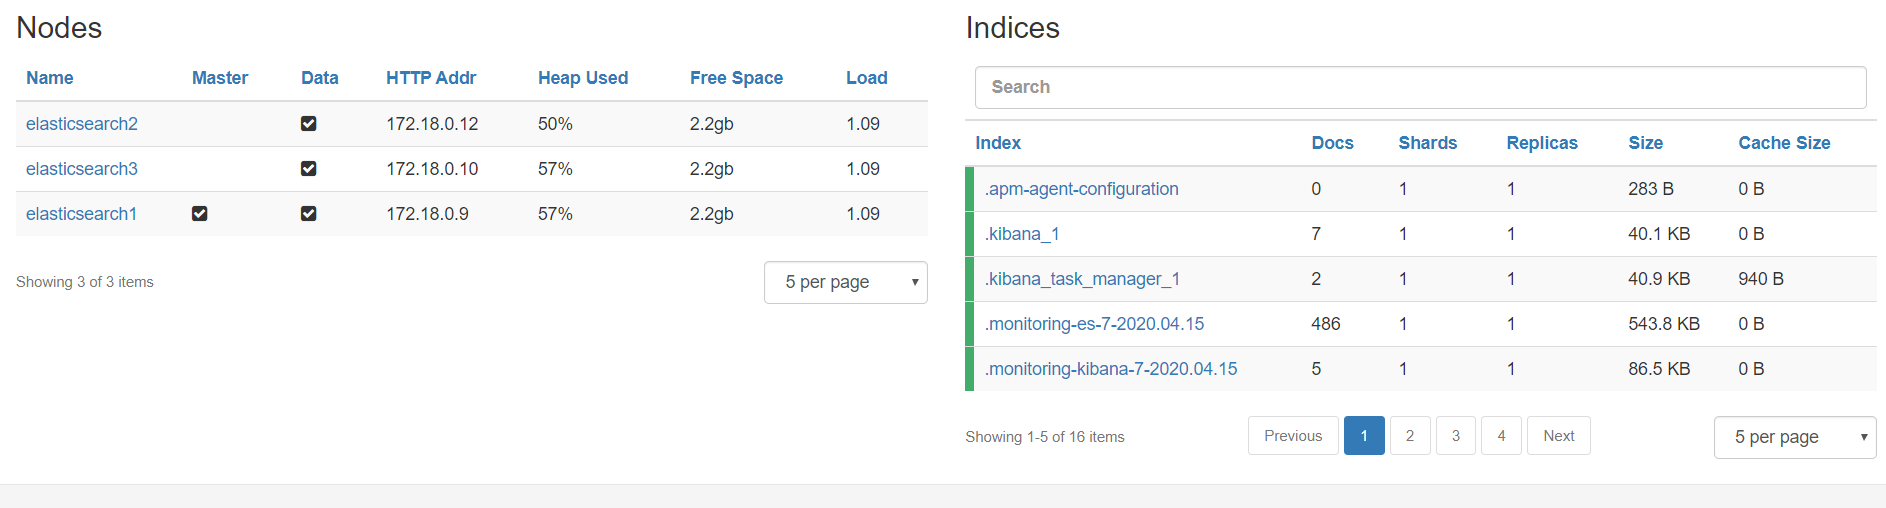 Nodes
Name Master Data HTTP Addr Heap Used Free Space Load
elasticsearch2 172.18.0.12 50% 2.2gb 1.09
elasticsearch3 172.18.0.10 57% 2.2gb 1.09
elasticsearch1 172.18.0.9 57% 2.2gb 1.09
Showing 3 of 3 items 5 per page
Indices
Search
Index Docs Shards Replicas Size Cache Size
.apm-agent-configuration 0 1 1 283 B 0 B
.kibana_1 7 1 1 40.1 KB 0 B
.kibana_task_manager_1 2 1 1 40.9 KB 940 B
.monitoring-es-7-2020.04.15 486 1 1 543.8 KB 0 B
.monitoring-kibana-7-2020.04.15 5 1 1 86.5 KB 0 B
Showing 1-5 of 16 items Previous 1 2 3 4 Next 5 per page